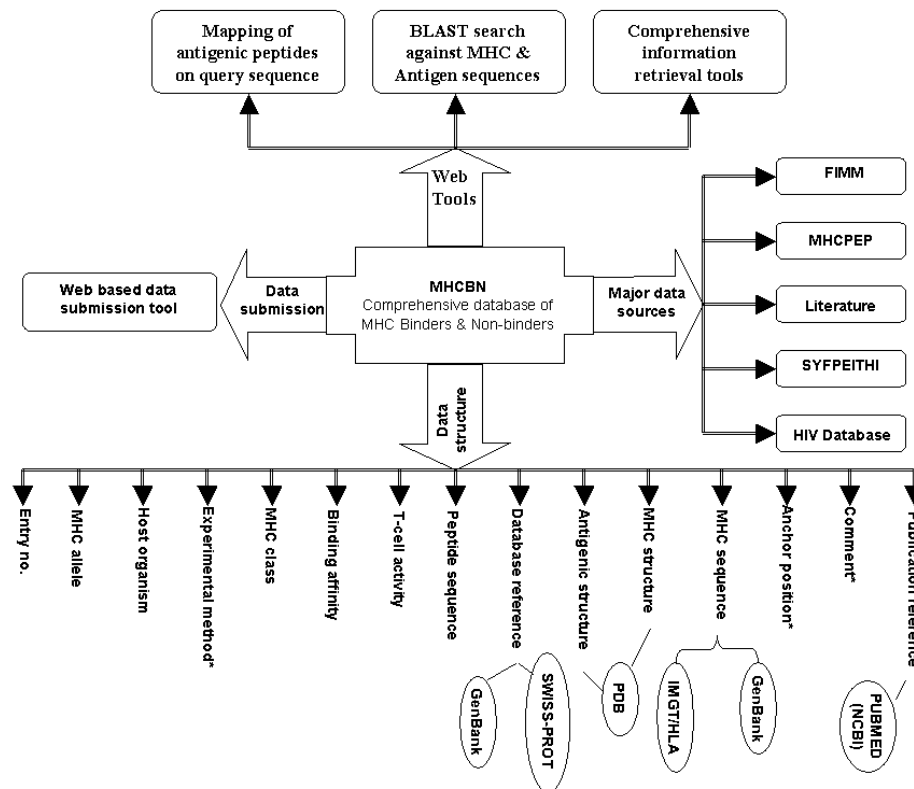 Mapping of
antigenic peptides
on query sequence
BLAST search
against MHC &
Antigen sequences
Comprehensive
information
retrieval tools
Web
Tools
FIMM
MHCPEP
Literature
SYFPEITHI
HIV Database
Web based data
submission tool
Data
submission
MHCBN
Comprehensive database of
MHC Binders & Non-binders
Major data
sources
Data
structure
Entry no.
MHC allele
Host organism
Experimental method*
MHC class
Binding affinity
T-cell activity
Peptide sequence
Database reference
Antigenic structure
MHC structure
MHC sequence
Anchor position*
Comment*
Publication reference
GenBank
SWISS-PROT
PDB
IMGT/HLA
GenBank
PUBMED
(NCBI)